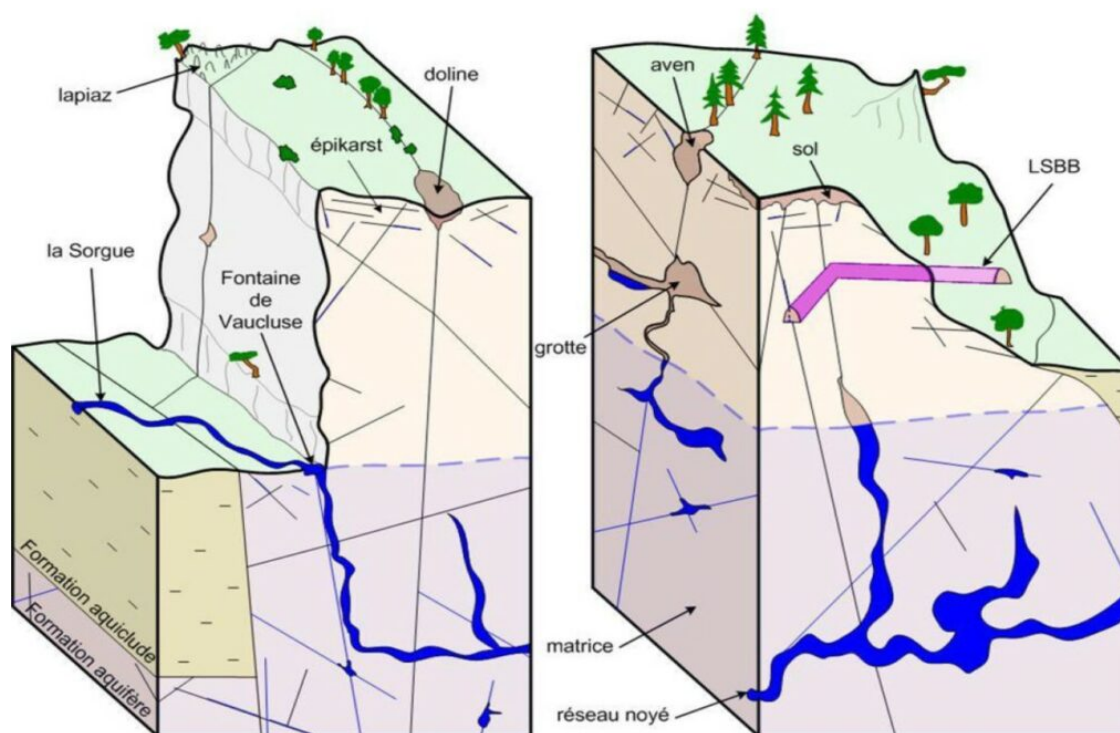 lapiaz
doline
épikarst
la Sorgue
Fontaine
de
Vaucluse
Formation aquiclude
Formation aquifère
aven
sol
LSBB
grotte
matrice
réseau noyé